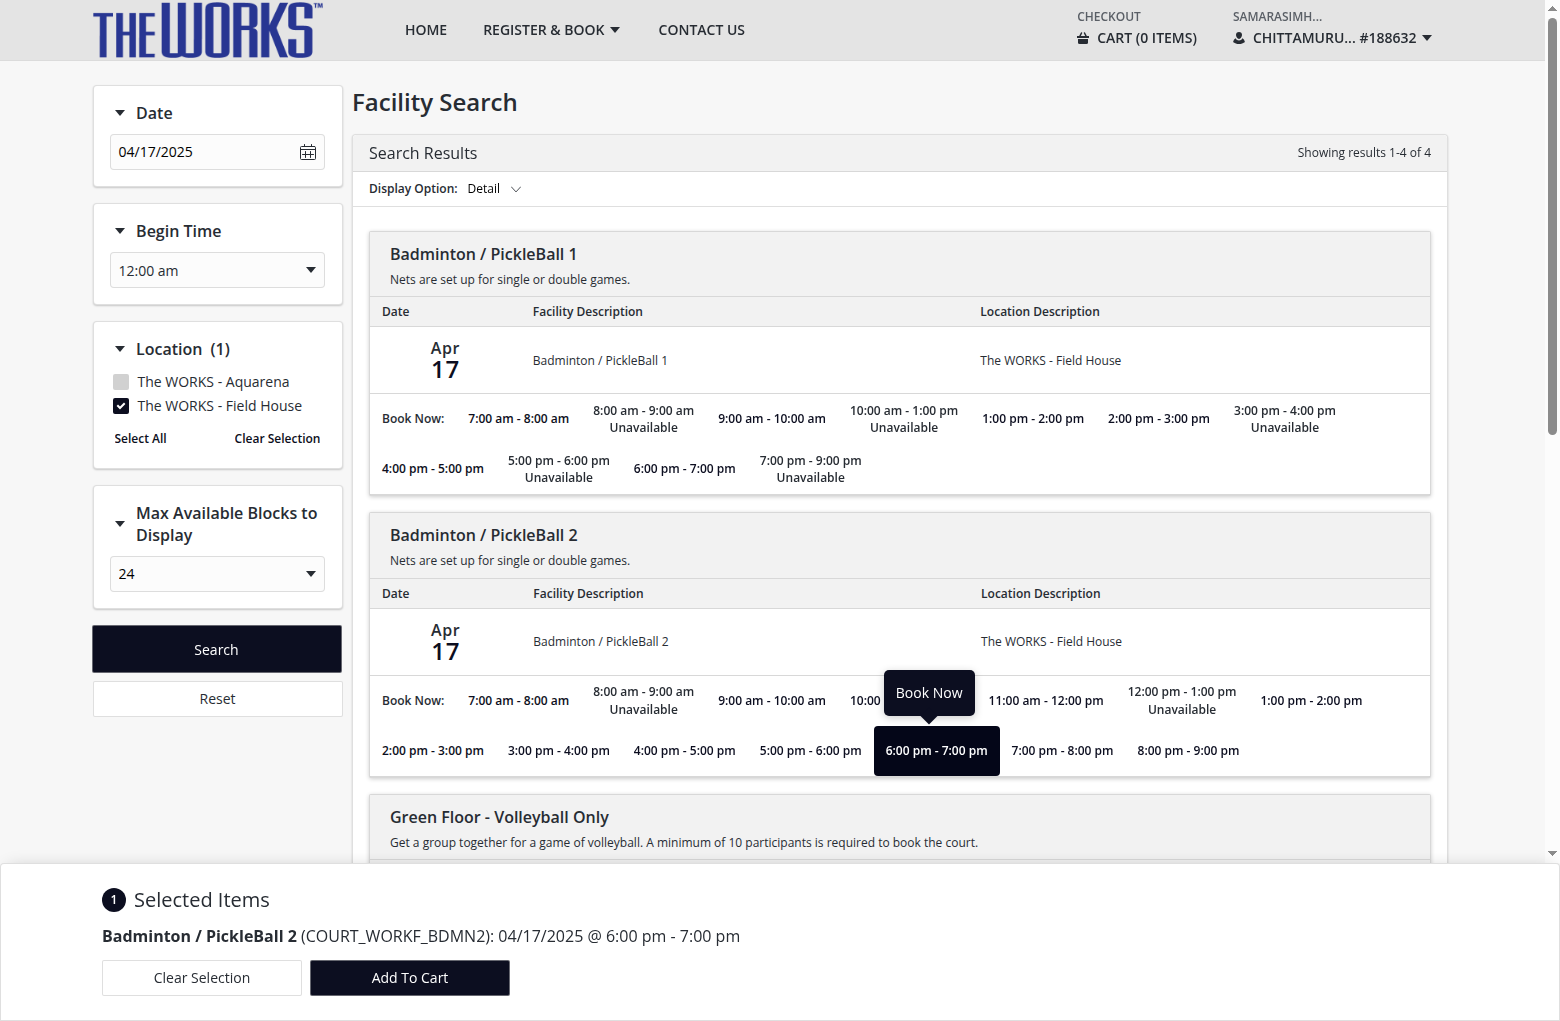 THE WORKS™
HOME
REGISTER & BOOK
CONTACT US
CHECKOUT
CART (0 ITEMS)
SAMARASIMH...
CHITTAMURU... #188632
Date
04/17/2025
Begin Time
12:00 am
Location (1)
The WORKS - Aquarena
The WORKS - Field House
Select All
Clear Selection
Max Available Blocks to
Display
24
Search
Reset
Facility Search
Search Results
Showing results 1-4 of 4
Display Option: Detail
Badminton / PickleBall 1
Nets are set up for single or double games.
Date Facility Description Location Description
Apr
17
Badminton / PickleBall 1
The WORKS - Field House
Book Now:
7:00 am - 8:00 am
8:00 am - 9:00 am
Unavailable
9:00 am - 10:00 am
10:00 am - 1:00 pm
Unavailable
1:00 pm - 2:00 pm
2:00 pm - 3:00 pm
3:00 pm - 4:00 pm
Unavailable
4:00 pm - 5:00 pm
5:00 pm - 6:00 pm
Unavailable
6:00 pm - 7:00 pm
7:00 pm - 9:00 pm
Unavailable
Badminton / PickleBall 2
Nets are set up for single or double games.
Date Facility Description Location Description
Apr
17
Badminton / PickleBall 2
The WORKS - Field House
Book Now:
7:00 am - 8:00 am
8:00 am - 9:00 am
Unavailable
9:00 am - 10:00 am
10:00
Book Now
11:00 am - 12:00 pm
12:00 pm - 1:00 pm
Unavailable
1:00 pm - 2:00 pm
2:00 pm - 3:00 pm
3:00 pm - 4:00 pm
4:00 pm - 5:00 pm
5:00 pm - 6:00 pm
6:00 pm - 7:00 pm
7:00 pm - 8:00 pm
8:00 pm - 9:00 pm
Green Floor - Volleyball Only
Get a group together for a game of volleyball. A minimum of 10 participants is required to book the court.
1 Selected Items
Badminton / PickleBall 2 (COURT_WORKF_BDMN2): 04/17/2025 @ 6:00 pm - 7:00 pm
Clear Selection
Add To Cart